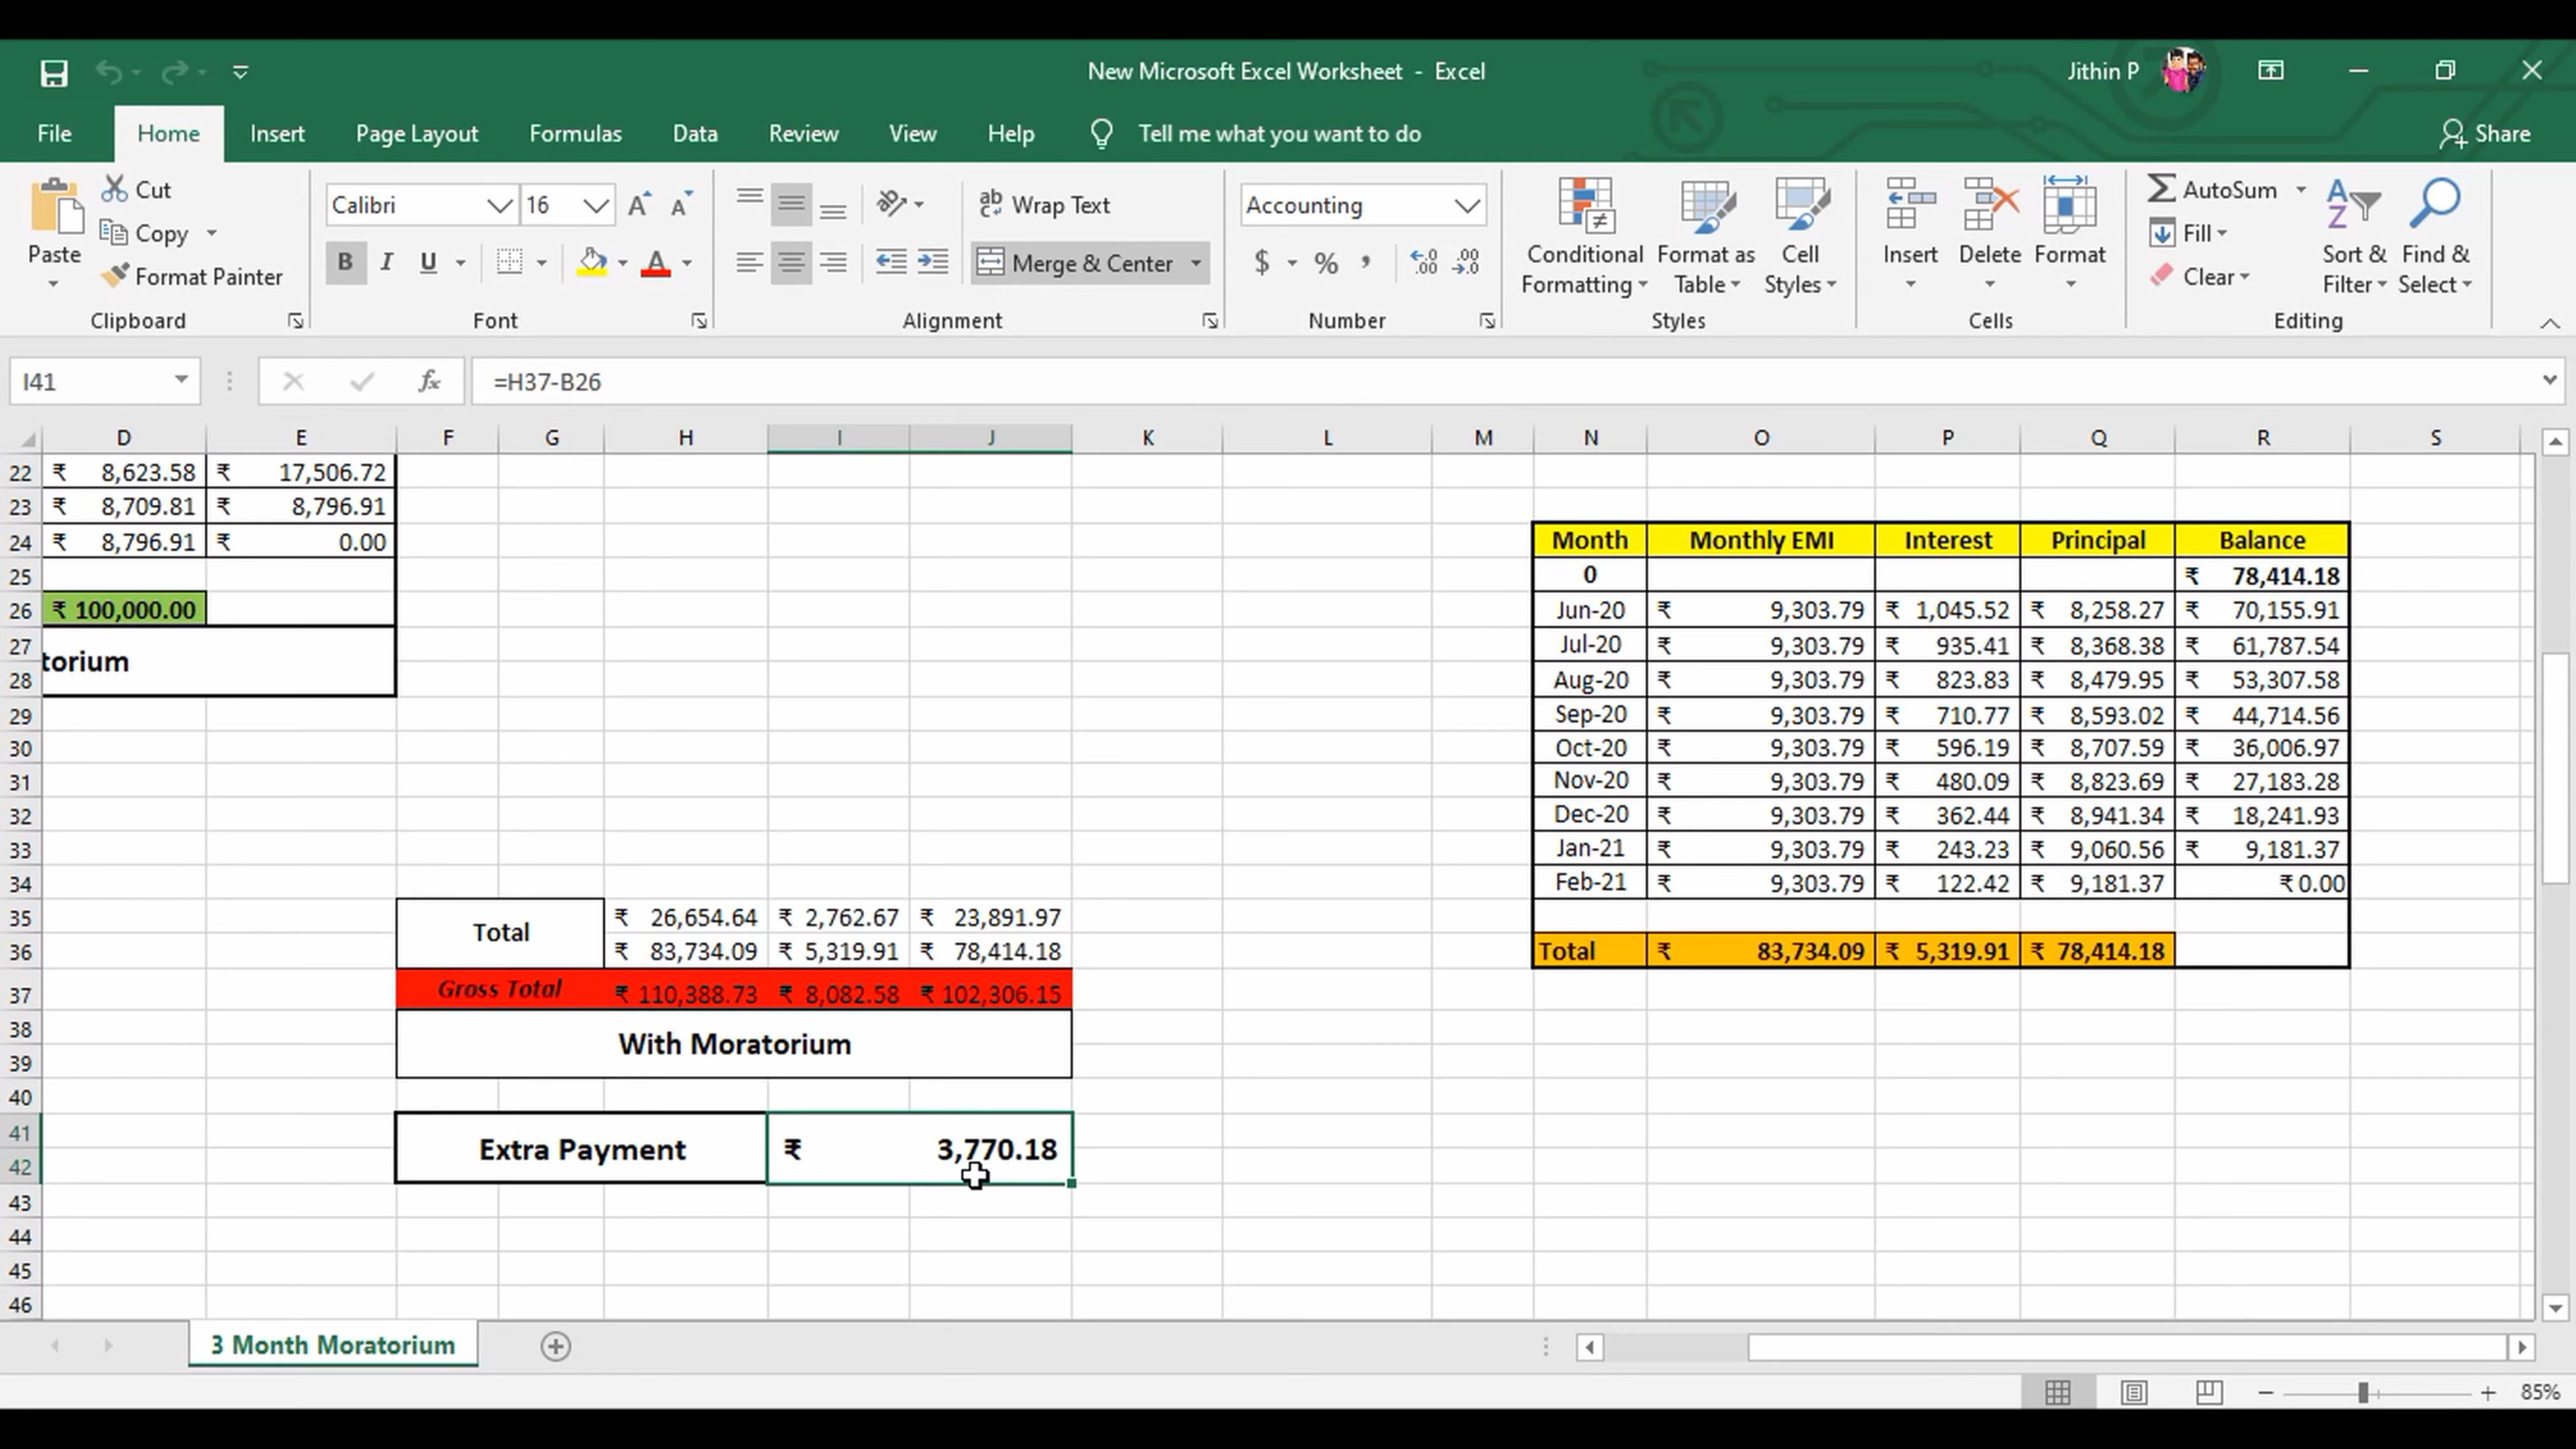 New Microsoft Excel Worksheet - Excel
Jithin P
File Home Insert Page Layout Formulas Data Review View Help Tell me what you want to do Share
Paste
Cut
Copy
Format Painter
Clipboard
Calibri 16
B I U
Font
Wrap Text
Merge & Center
Alignment
Accounting
$ % ,
Number
Conditional Formatting
Format as Table
Cell Styles
Styles
Insert Delete Format
Cells
AutoSum
Fill
Clear
Sort & Filter
Find & Select
Editing
I41 fx =H37-B26
D E F G H I J K L M N O P Q R S
22 ₹ 8,623.58 ₹ 17,506.72
23 ₹ 8,709.81 ₹ 8,796.91
24 ₹ 8,796.91 ₹ 0.00 Month Monthly EMI Interest Principal Balance
25 0 ₹ 78,414.18
26 ₹ 100,000.00 Jun-20 ₹ 9,303.79 ₹ 1,045.52 ₹ 8,258.27 ₹ 70,155.91
27 torium Jul-20 ₹ 9,303.79 ₹ 935.41 ₹ 8,368.38 ₹ 61,787.54
28 Aug-20 ₹ 9,303.79 ₹ 823.83 ₹ 8,479.95 ₹ 53,307.58
29 Sep-20 ₹ 9,303.79 ₹ 710.77 ₹ 8,593.02 ₹ 44,714.56
30 Oct-20 ₹ 9,303.79 ₹ 596.19 ₹ 8,707.59 ₹ 36,006.97
31 Nov-20 ₹ 9,303.79 ₹ 480.09 ₹ 8,823.69 ₹ 27,183.28
32 Dec-20 ₹ 9,303.79 ₹ 362.44 ₹ 8,941.34 ₹ 18,241.93
33 Jan-21 ₹ 9,303.79 ₹ 243.23 ₹ 9,060.56 ₹ 9,181.37
34 Feb-21 ₹ 9,303.79 ₹ 122.42 ₹ 9,181.37 ₹ 0.00
35 Total ₹ 26,654.64 ₹ 2,762.67 ₹ 23,891.97
36 ₹ 83,734.09 ₹ 5,319.91 ₹ 78,414.18 Total ₹ 83,734.09 ₹ 5,319.91 ₹ 78,414.18
37 Gross Total ₹ 110,388.73 ₹ 8,082.58 ₹ 102,306.15
38 With Moratorium
39
40
41 Extra Payment ₹ 3,770.18
42
43
44
45
46
3 Month Moratorium
85%